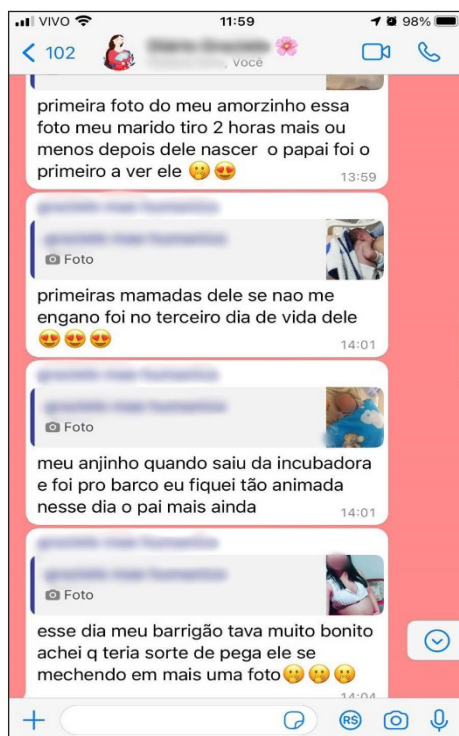 VIVO 11:59 98%
102
, você
primeira foto do meu amorzinho essa
foto meu marido tiro 2 horas mais ou
menos depois dele nascer o papai foi o
primeiro a ver ele 🤭😍
13:59
Foto
primeiras mamadas dele se nao me
engano foi no terceiro dia de vida dele
😍😍😍
14:01
Foto
meu anjinho quando saiu da incubadora
e foi pro barco eu fiquei tão animada
nesse dia o pai mais ainda
14:01
Foto
esse dia meu barrigão tava muito bonito
achei q teria sorte de pega ele se
mechendo em mais uma foto🤭🤭🤭
14:04
RS